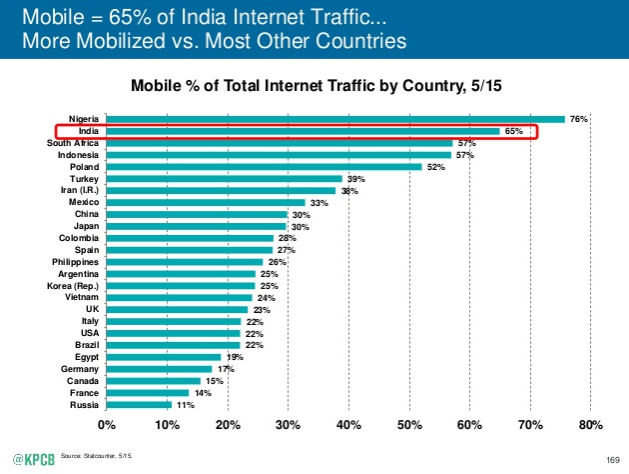 Mobile = 65% of India Internet Traffic...
More Mobilized vs. Most Other Countries
Mobile % of Total Internet Traffic by Country, 5/15
Nigeria 76%
India 65%
South Africa 57%
Indonesia 57%
Poland 52%
Turkey 39%
Iran (I.R.) 38%
Mexico 33%
China 30%
Japan 30%
Colombia 28%
Spain 27%
Philippines 26%
Argentina 25%
Korea (Rep.) 25%
Vietnam 24%
UK 23%
Italy 22%
USA 22%
Brazil 22%
Egypt 19%
Germany 17%
Canada 15%
France 14%
Russia 11%
0% 10% 20% 30% 40% 50% 60% 70% 80%
@KPCB Source: Statcounter, 5/15. 169